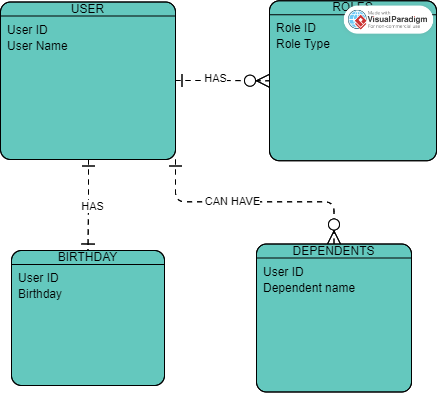 USER
User ID
User Name
ROLES
Made with
Visual Paradigm
For non-commercial use
Role ID
Role Type
HAS
HAS
CAN HAVE
BIRTHDAY
User ID
Birthday
DEPENDENTS
User ID
Dependent name